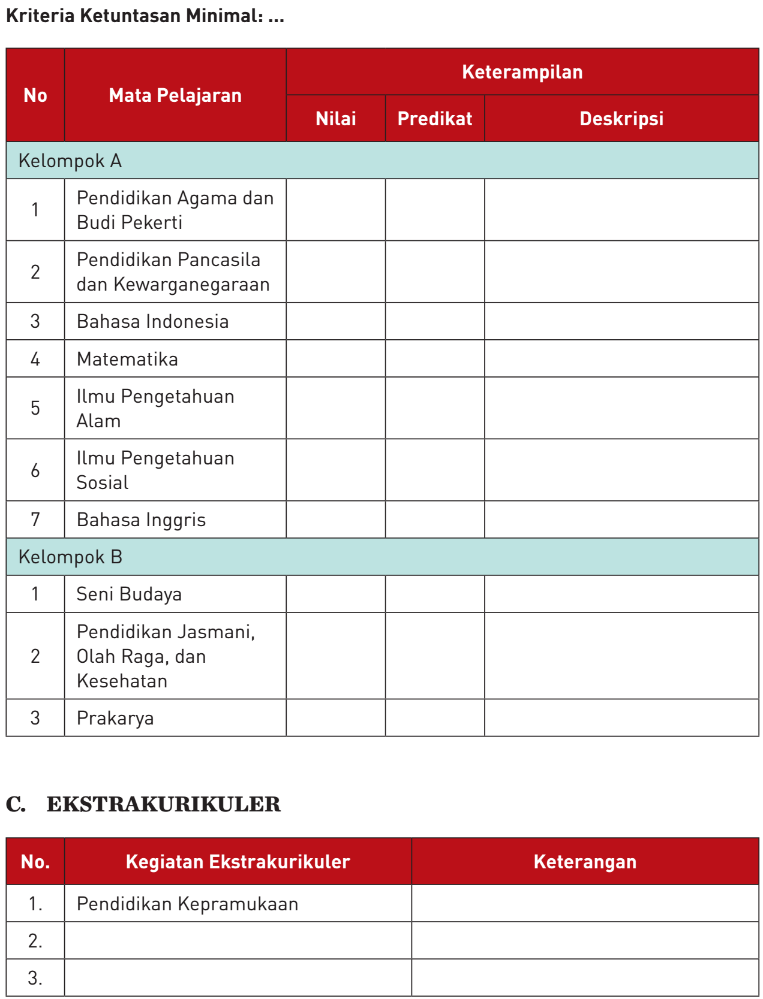 Kriteria Ketuntasan Minimal: ...
No
Mata Pelajaran
Keterampilan
Nilai
Predikat
Deskripsi
Kelompok A
1
Pendidikan Agama dan
Budi Pekerti
2
Pendidikan Pancasila
dan Kewarganegaraan
3
Bahasa Indonesia
4
Matematika
5
Ilmu Pengetahuan
Alam
6
Ilmu Pengetahuan
Sosial
7
Bahasa Inggris
Kelompok B
1
Seni Budaya
2
Pendidikan Jasmani,
Olah Raga, dan
Kesehatan
3
Prakarya
C. EKSTRAKURIKULER
No.
Kegiatan Ekstrakurikuler
Keterangan
1.
Pendidikan Kepramukaan
2.
3.